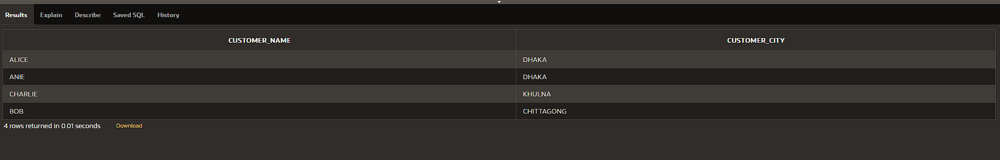 Results Explain Describe Saved SQL History
CUSTOMER_NAME CUSTOMER_CITY
ALICE DHAKA
ANIE DHAKA
CHARLIE KHULNA
BOB CHITTAGONG
4 rows returned in 0.01 seconds Download